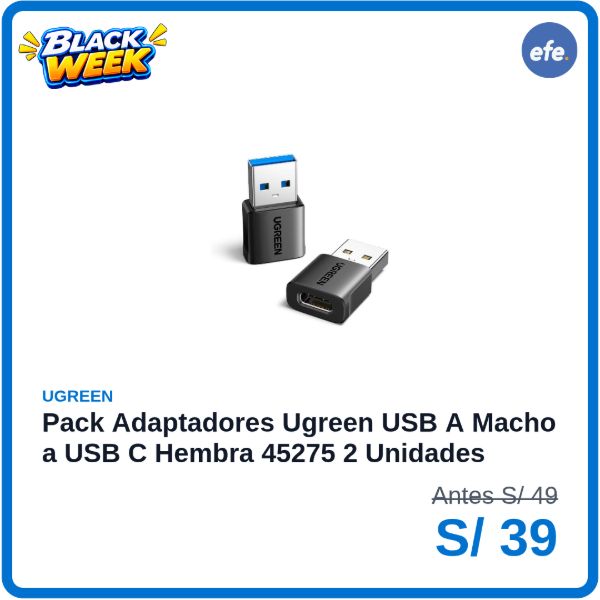 BLACK
WEEK
efe.
UGREEN
UGREEN
UGREEN
Pack Adaptadores Ugreen USB A Macho
a USB C Hembra 45275 2 Unidades
Antes S/ 49
S/ 39